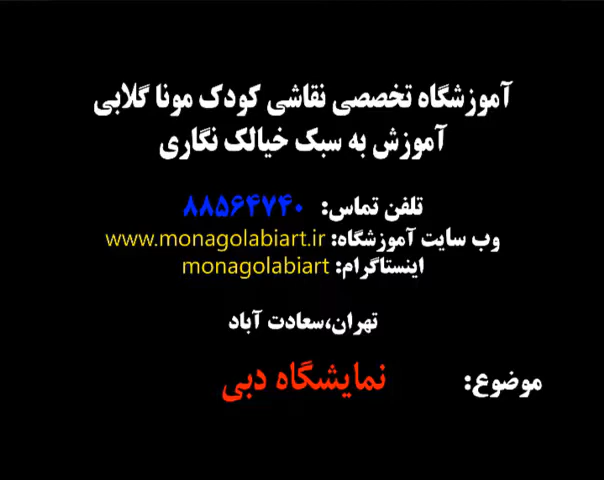 آموزشگاه تخصصی نقاشی کودک مونا گلابی
آموزش به سبک خیالک نگاری
تلفن تماس: ۸۸۵۶۴۷۴۰
وب سایت آموزشگاه: www.monagolabiart.ir
اینستاگرام: monagolabiart
تهران،سعادت آباد
موضوع: نمایشگاه دبی